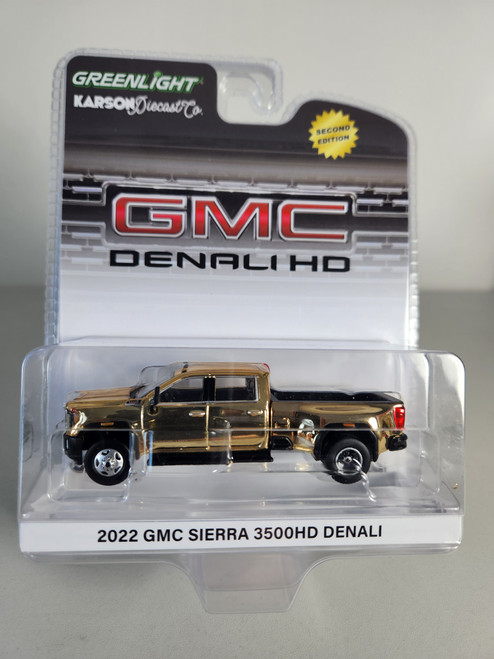 GREENLIGHT
KARSON Diecast Co.
SECOND
EDITION
GMC
DENALI HD
2022 GMC SIERRA 3500HD DENALI